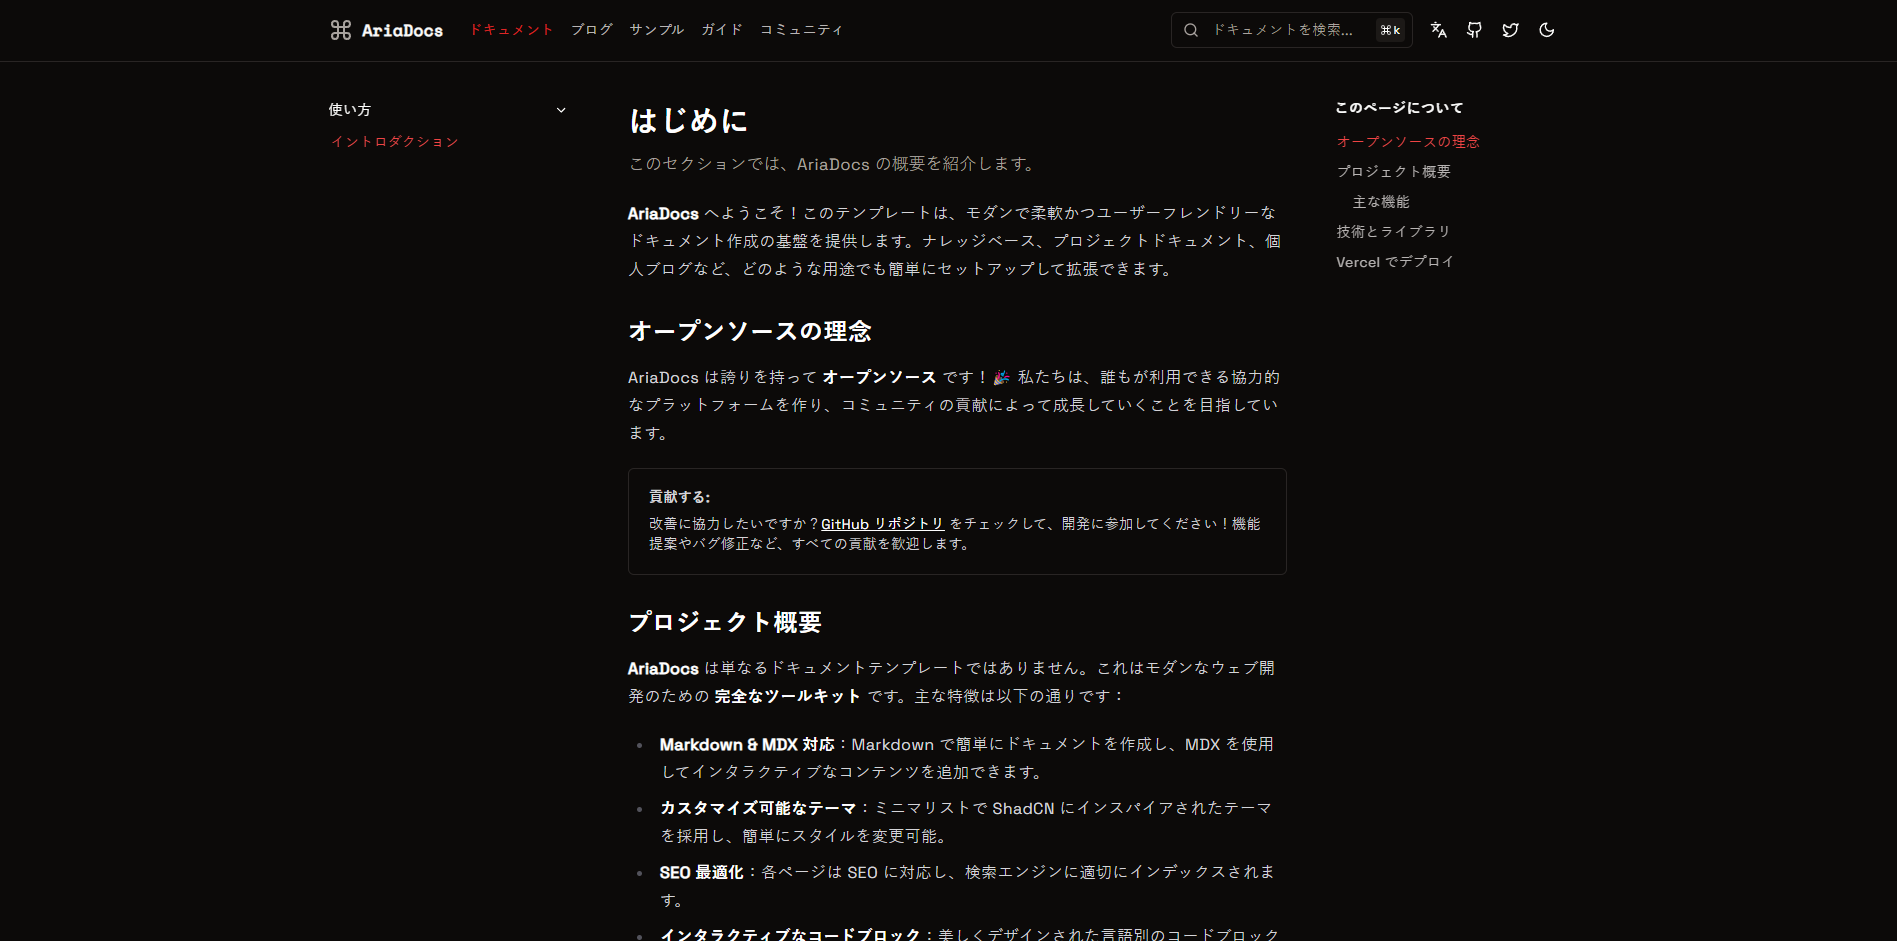 AriaDocs
ドキュメント ブログ サンプル ガイド コミュニティ
ドキュメントを検索... ⌘k
使い方
イントロダクション
はじめに
このセクションでは、AriaDocs の概要を紹介します。
AriaDocs へようこそ！このテンプレートは、モダンで柔軟かつユーザーフレンドリーな
ドキュメント作成の基盤を提供します。ナレッジベース、プロジェクトドキュメント、個
人ブログなど、どのような用途でも簡単にセットアップして拡張できます。
オープンソースの理念
AriaDocs は誇りを持って オープンソース です！🎉 私たちは、誰もが利用できる協力的
なプラットフォームを作り、コミュニティの貢献によって成長していくことを目指してい
ます。
貢献する:
改善に協力したいですか？GitHub リポジトリ をチェックして、開発に参加してください！機能
提案やバグ修正など、すべての貢献を歓迎します。
プロジェクト概要
AriaDocs は単なるドキュメントテンプレートではありません。これはモダンなウェブ開
発のための 完全なツールキット です。主な特徴は以下の通りです：
Markdown & MDX 対応：Markdown で簡単にドキュメントを作成し、MDX を使用
してインタラクティブなコンテンツを追加できます。
カスタマイズ可能なテーマ：ミニマリストで ShadCN にインスパイアされたテーマ
を採用し、簡単にスタイルを変更可能。
SEO 最適化：各ページは SEO に対応し、検索エンジンに適切にインデックスされま
す。
インタラクティブなコードブロック：美しくデザインされた言語別のコードブロック
このページについて
オープンソースの理念
プロジェクト概要
主な機能
技術とライブラリ
Vercel でデプロイ